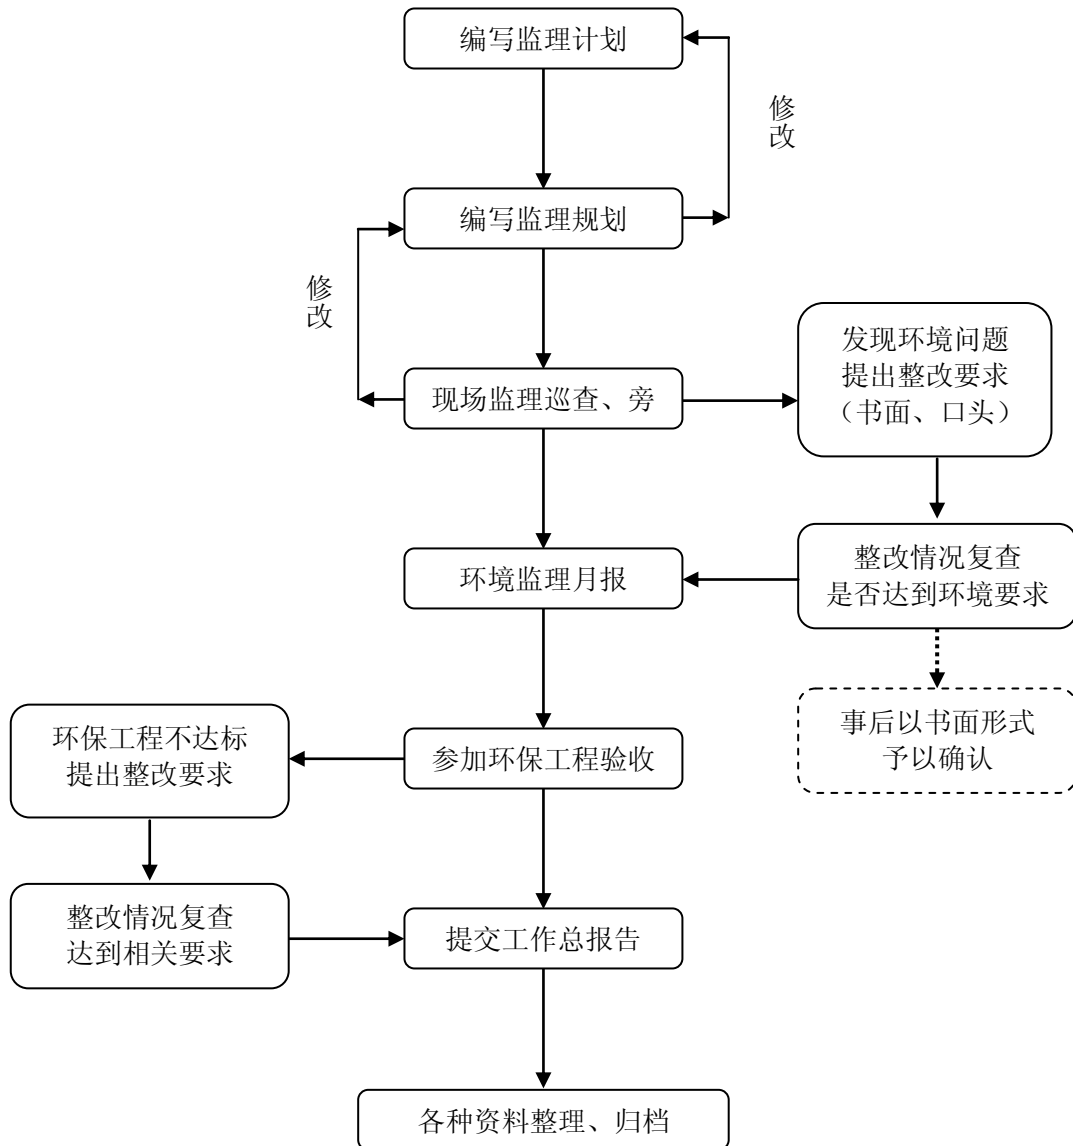 编写监理计划
修
改
编写监理规划
修
改
发现环境问题
提出整改要求
（书面、口头）
现场监理巡查、旁
整改情况复查
是否达到环境要求
环境监理月报
事后以书面形式
予以确认
环保工程不达标
提出整改要求
参加环保工程验收
整改情况复查
达到相关要求
提交工作总报告
各种资料整理、归档